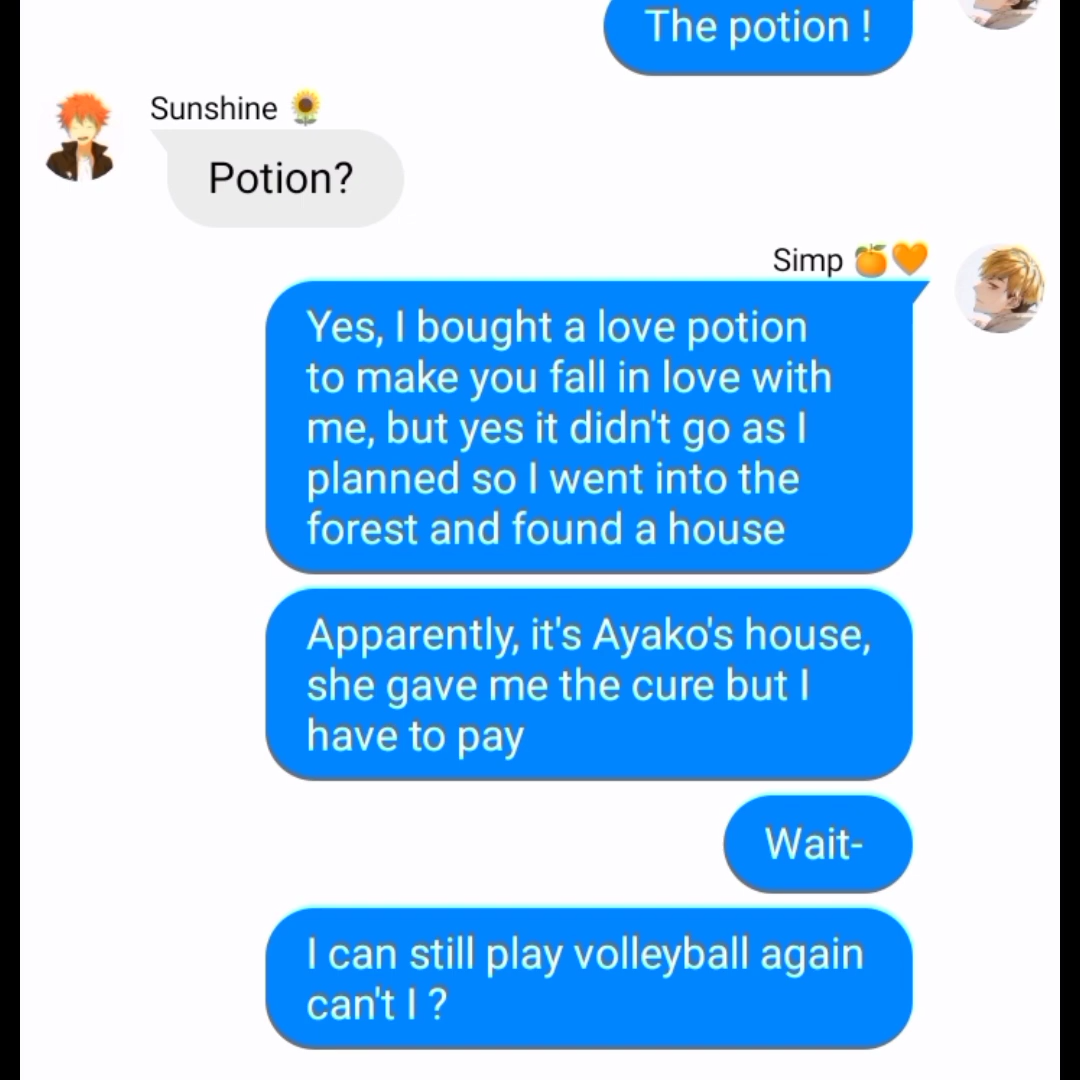 The potion !
Sunshine 🌻
Potion?
Simp 🍊🧡
Yes, I bought a love potion
to make you fall in love with
me, but yes it didn't go as I
planned so I went into the
forest and found a house
Apparently, it's Ayako's house,
she gave me the cure but I
have to pay
Wait-
I can still play volleyball again
can't I ?